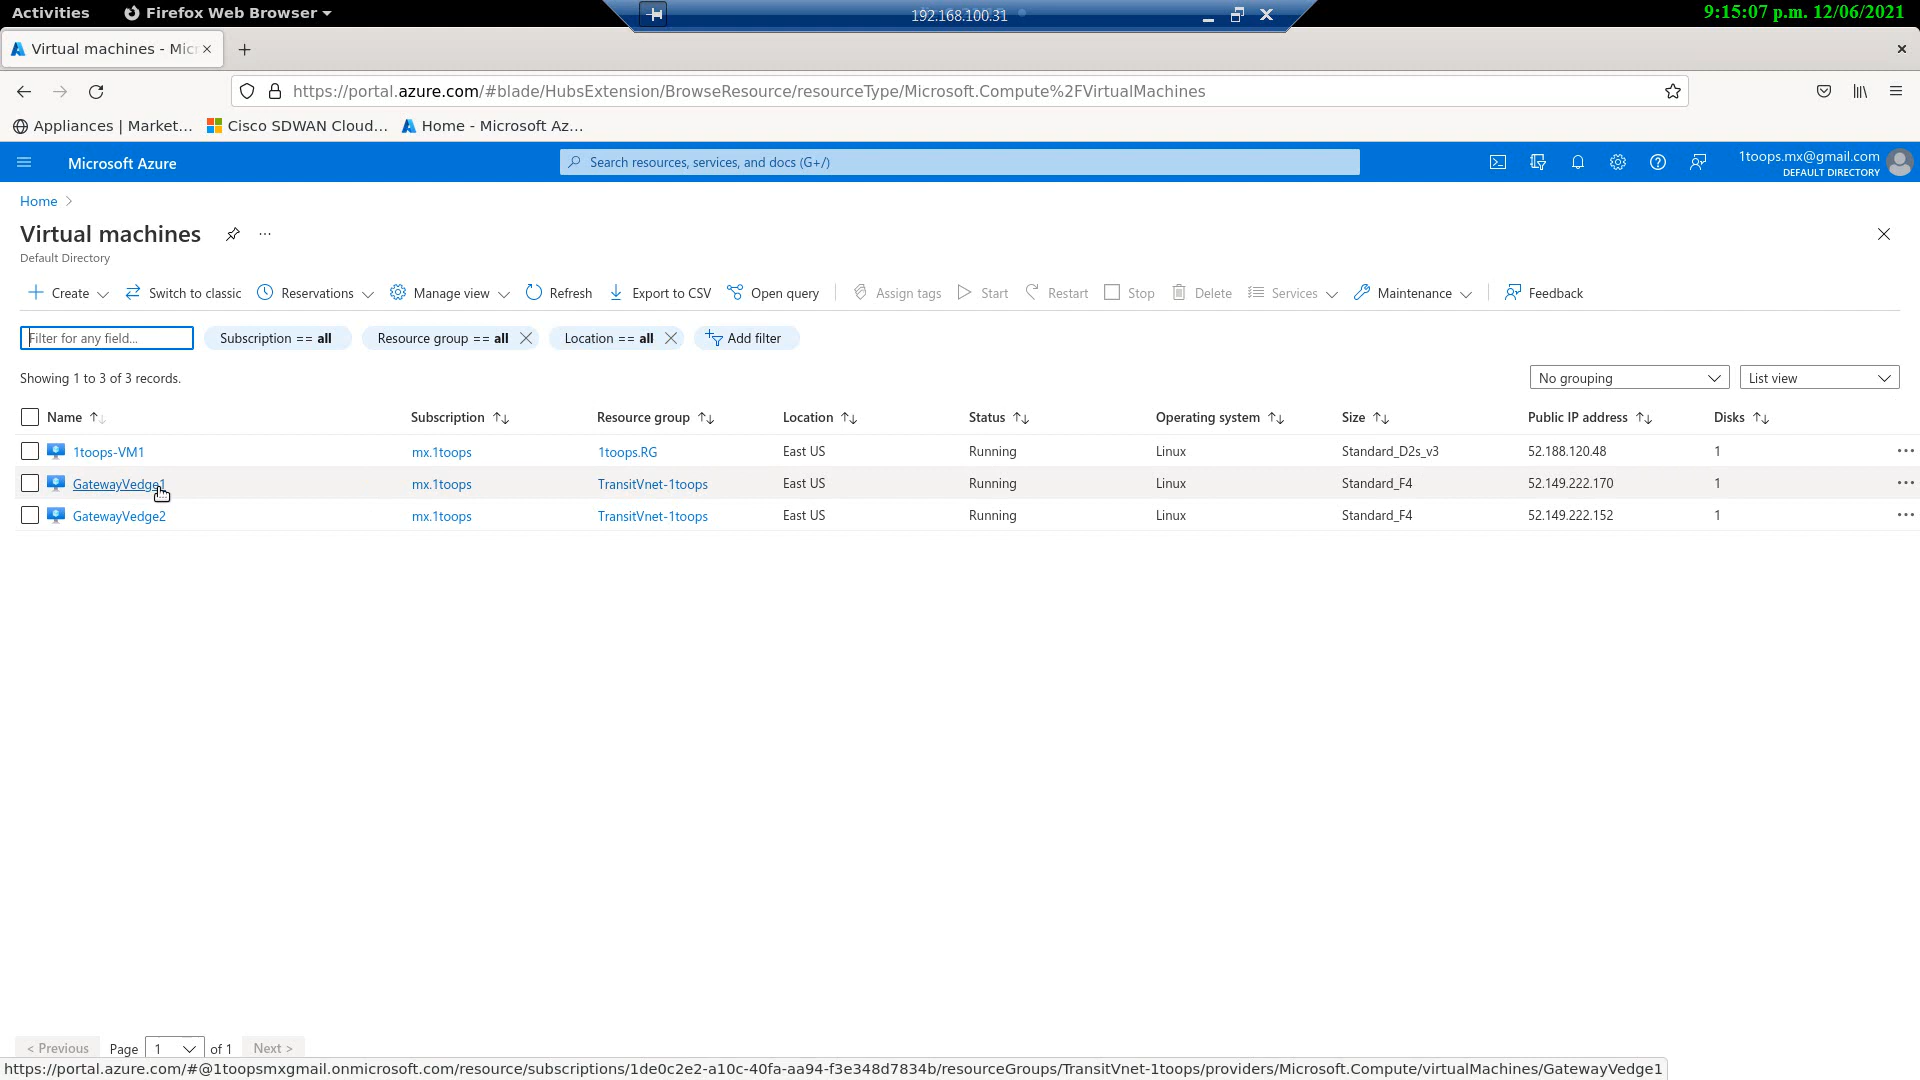 Activities Firefox Web Browser 192.168.100.31 9:15:07 p.m. 12/06/2021
Virtual machines - Mic
https://portal.azure.com/#blade/HubsExtension/BrowseResource/resourceType/Microsoft.Compute%2FVirtualMachines
Appliances | Market... Cisco SDWAN Cloud... Home - Microsoft Az...
Microsoft Azure Search resources, services, and docs (G+/) 1toops.mx@gmail.com
DEFAULT DIRECTORY
Home >
Virtual machines ...
Default Directory
Create Switch to classic Reservations Manage view Refresh Export to CSV Open query Assign tags Start Restart Stop Delete Services Maintenance Feedback
Filter for any field... Subscription == all Resource group == all Location == all Add filter
Showing 1 to 3 of 3 records. No grouping List view
Name Subscription Resource group Location Status Operating system Size Public IP address Disks
1toops-VM1 mx.1toops 1toops.RG East US Running Linux Standard_D2s_v3 52.188.120.48 1 ...
GatewayVedge1 mx.1toops TransitVnet-1toops East US Running Linux Standard_F4 52.149.222.170 1 ...
GatewayVedge2 mx.1toops TransitVnet-1toops East US Running Linux Standard_F4 52.149.222.152 1 ...
< Previous Page 1 of 1 Next >
https://portal.azure.com/#@1toopsmxgmail.onmicrosoft.com/resource/subscriptions/1de0c2e2-a10c-40fa-aa94-f3e348d7834b/resourceGroups/TransitVnet-1toops/providers/Microsoft.Compute/virtualMachines/GatewayVedge1